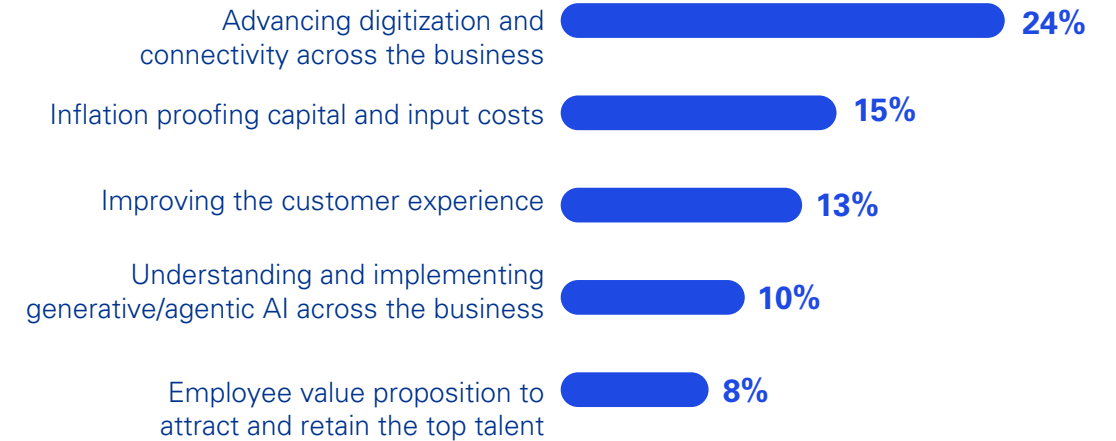 Advancing digitization and
connectivity across the business
24%
Inflation proofing capital and input costs
15%
Improving the customer experience
13%
Understanding and implementing
generative/agentic AI across the business
10%
Employee value proposition to
attract and retain the top talent
8%